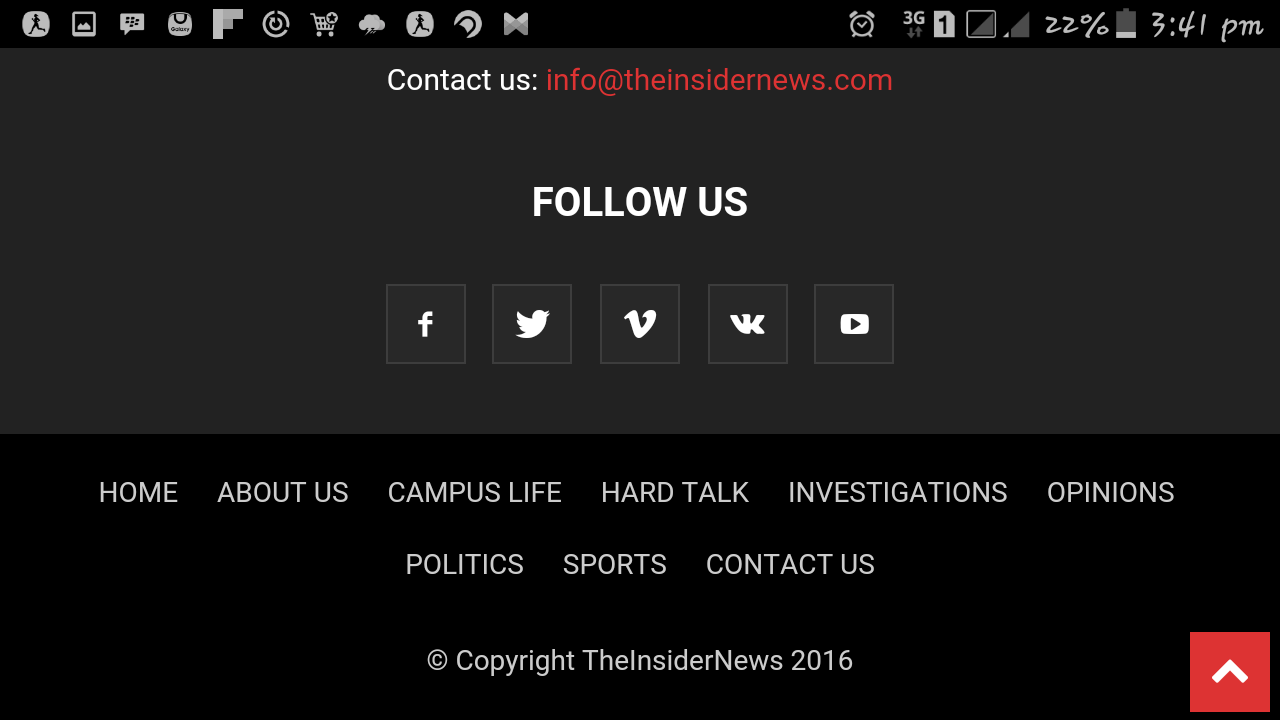 Galaxy 3G 1 22% 3:41 pm
Contact us: info@theinsidernews.com
FOLLOW US
HOME ABOUT US CAMPUS LIFE HARD TALK INVESTIGATIONS OPINIONS
POLITICS SPORTS CONTACT US
© Copyright TheInsiderNews 2016